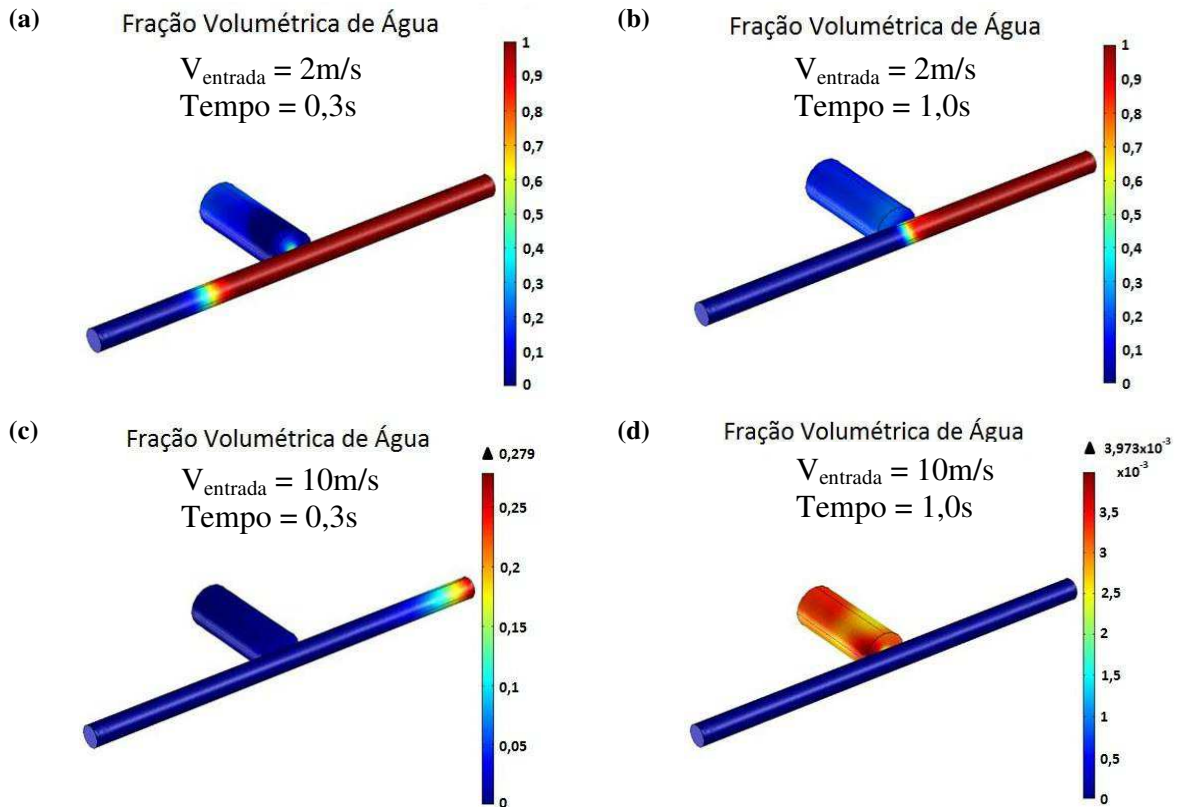 (a)
Fração Volumétrica de Água
V_entrada = 2m/s
Tempo = 0,3s
1
0,9
0,8
0,7
0,6
0,5
0,4
0,3
0,2
0,1
0
(b)
Fração Volumétrica de Água
V_entrada = 2m/s
Tempo = 1,0s
1
0,9
0,8
0,7
0,6
0,5
0,4
0,3
0,2
0,1
0
(c)
Fração Volumétrica de Água
V_entrada = 10m/s
Tempo = 0,3s
▲ 0,279
0,25
0,2
0,15
0,1
0,05
0
(d)
Fração Volumétrica de Água
V_entrada = 10m/s
Tempo = 1,0s
▲ 3,973x10⁻³
x10⁻³
3,5
3
2,5
2
1,5
1
0,5
0